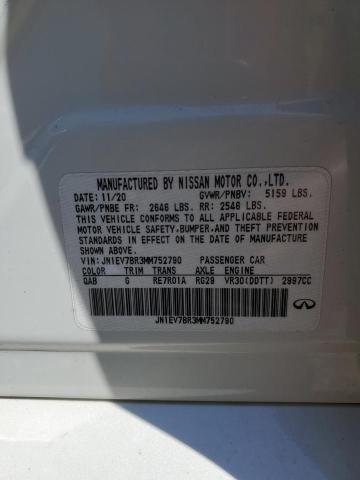 MANUFACTURED BY NISSAN MOTOR CO.,LTD.
DATE: 11/20 GVWR/PNBV: 5159 LBS.
GAWR/PNBE FR: 2646 LBS. RR: 2546 LBS.
THIS VEHICLE CONFORMS TO ALL APPLICABLE FEDERAL
MOTOR VEHICLE SAFETY,BUMPER,AND THEFT PREVENTION
STANDARDS IN EFFECT ON THE DATE OF MANUFACTURE
SHOWN ABOVE.
VIN:JN1EV7BR3MM752790 PASSENGER CAR
COLOR TRIM TRANS AXLE ENGINE
QAB G RE7R01A RG29 VR30(DDTT) 2997CC
JN1EV7BR3MM752790